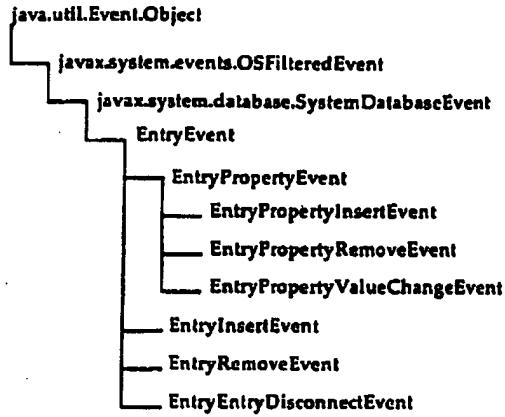 java.util.Event.Object
javax.system.events.OSFilteredEvent
javax.system.database.SystemDatabaseEvent
EntryEvent
EntryPropertyEvent
EntryPropertyInsertEvent
EntryPropertyRemoveEvent
EntryPropertyValueChangeEvent
EntryInsertEvent
EntryRemoveEvent
EntryEntryDisconnectEvent